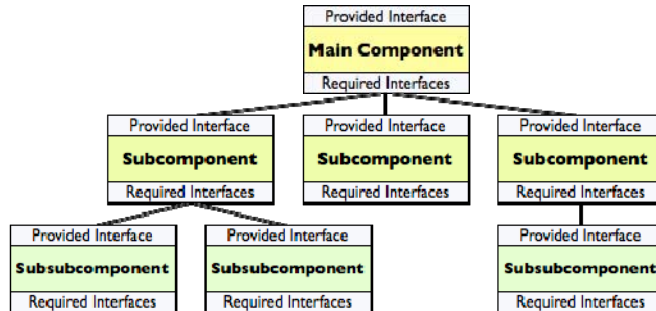 Provided Interface
Main Component
Required Interfaces
Provided Interface
Subcomponent
Required Interfaces
Provided Interface
Subcomponent
Required Interfaces
Provided Interface
Subcomponent
Required Interfaces
Provided Interface
Subsubcomponent
Required Interfaces
Provided Interface
Subsubcomponent
Required Interfaces
Provided Interface
Subsubcomponent
Required Interfaces